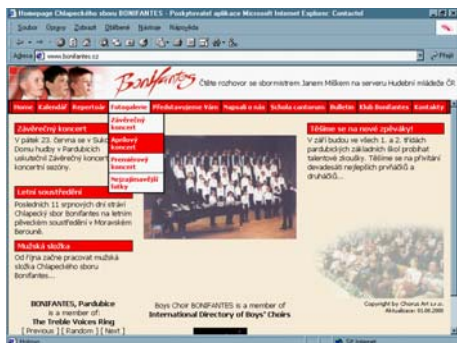 Homepage Chlapeckého sboru BONIFANTES - Poskytovatel aplikace Microsoft Internet Explorer: Contactel
Soubor Úpravy Zobrazit Oblíbené Nástroje Nápověda
Adresa www.bonifantes.cz Přejít
Bonifantes
Čtěte rozhovor se sbormistrem Janem Míškem na serveru Hudební mládeže ČR
Home Kalendář Repertoár Fotogalerie Představujeme Vám Napsali o nás Schola cantorum Bulletin Klub Bonifantes Kontakty
Závěrečný koncert
Aprílový koncert
Premiérový koncert
Nejzajímavější fotky
Závěrečný koncert
V pátek 23. června se v
Domu hudby v Pardubicích
uskuteční Závěrečný koncert
koncertní sezóny.
Letní soustředění
Posledních 11 srpnových dní stráví
Chlapecký sbor Bonifantes na letním
pěveckém soustředění v Moravském
Berouně.
Mužská složka
Od října začne pracovat mužská
složka Chlapeckého sboru
Bonifantes...
Těšíme se na nové zpěváky!
V září budou ve všech 1. a 2. třídách
pardubických základních škol probíhat
talentové zkoušky. Těšíme se na přivítání
devadesáti nejlepších prvňáčků a
druháčků...
BONIFANTES, Pardubice
is a member of:
The Treble Voices Ring
[ Previous ] [ Random ] [ Next ]
Boys Choir BONIFANTES is a member of
International Directory of Boys' Choirs
Copyright by Chorus Art s.r.o.
Aktualizace: 01.08.2000